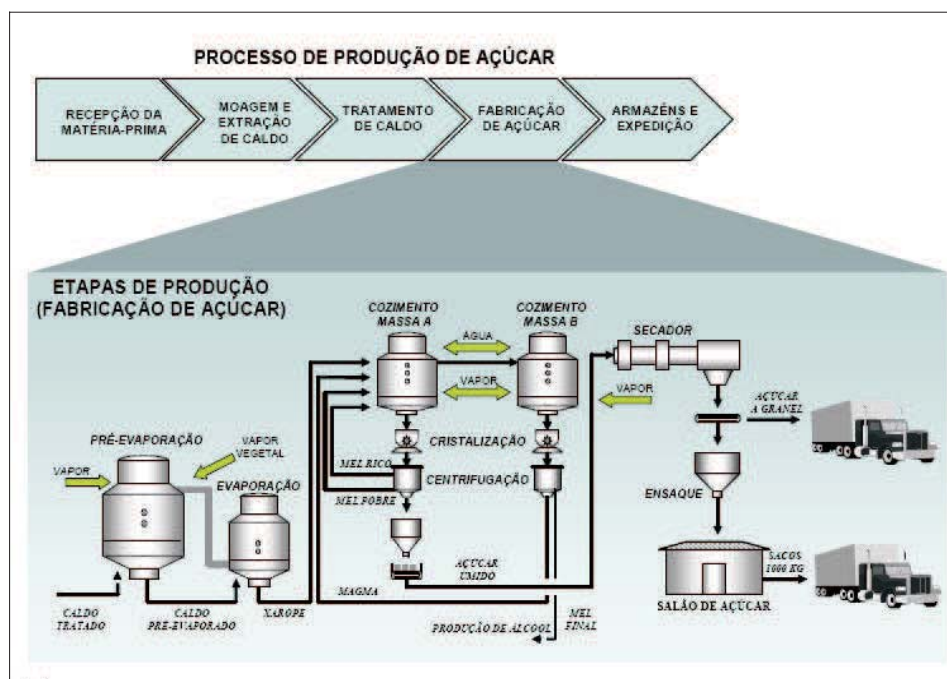 PROCESSO DE PRODUÇÃO DE AÇÚCAR
RECEPÇÃO DA
MATÉRIA-PRIMA
MOAGEM E
EXTRAÇÃO
DE CALDO
TRATAMENTO
DE CALDO
FABRICAÇÃO
DE AÇÚCAR
ARMAZÉNS E
EXPEDIÇÃO
ETAPAS DE PRODUÇÃO
(FABRICAÇÃO DE AÇÚCAR)
COZIMENTO
MASSA A
COZIMENTO
MASSA B
SECADOR
ÁGUA
VAPOR
VAPOR
AÇÚCAR
A GRANEL
PRÉ-EVAPORAÇÃO
VAPOR
VEGETAL
VAPOR
EVAPORAÇÃO
CRISTALIZAÇÃO
MEL RICO
CENTRIFUGAÇÃO
MEL POBRE
ENSAQUE
AÇÚCAR
UMIDO
MAGMA
SACOS
1000 KG
SALÃO DE AÇÚCAR
CALDO
TRATADO
CALDO
PRE-EVAPORADO
XAROPE
PRODUÇÃO DE ALCOOL
MEL
FINAL